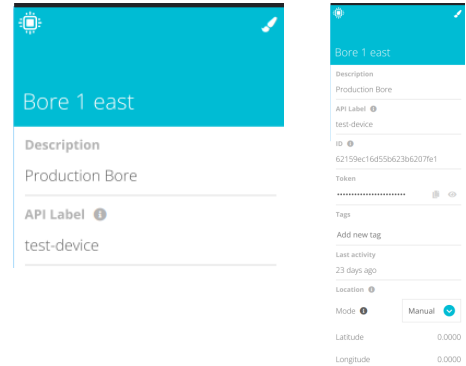 Bore 1 east
Description
Production Bore
API Label
test-device
Bore 1 east
Description
Production Bore
API Label
test-device
ID
62159ec16d55b623b6207fe1
Token
Tags
Add new tag
Last activity
23 days ago
Location
Mode Manual
Latitude 0.0000
Longitude 0.0000